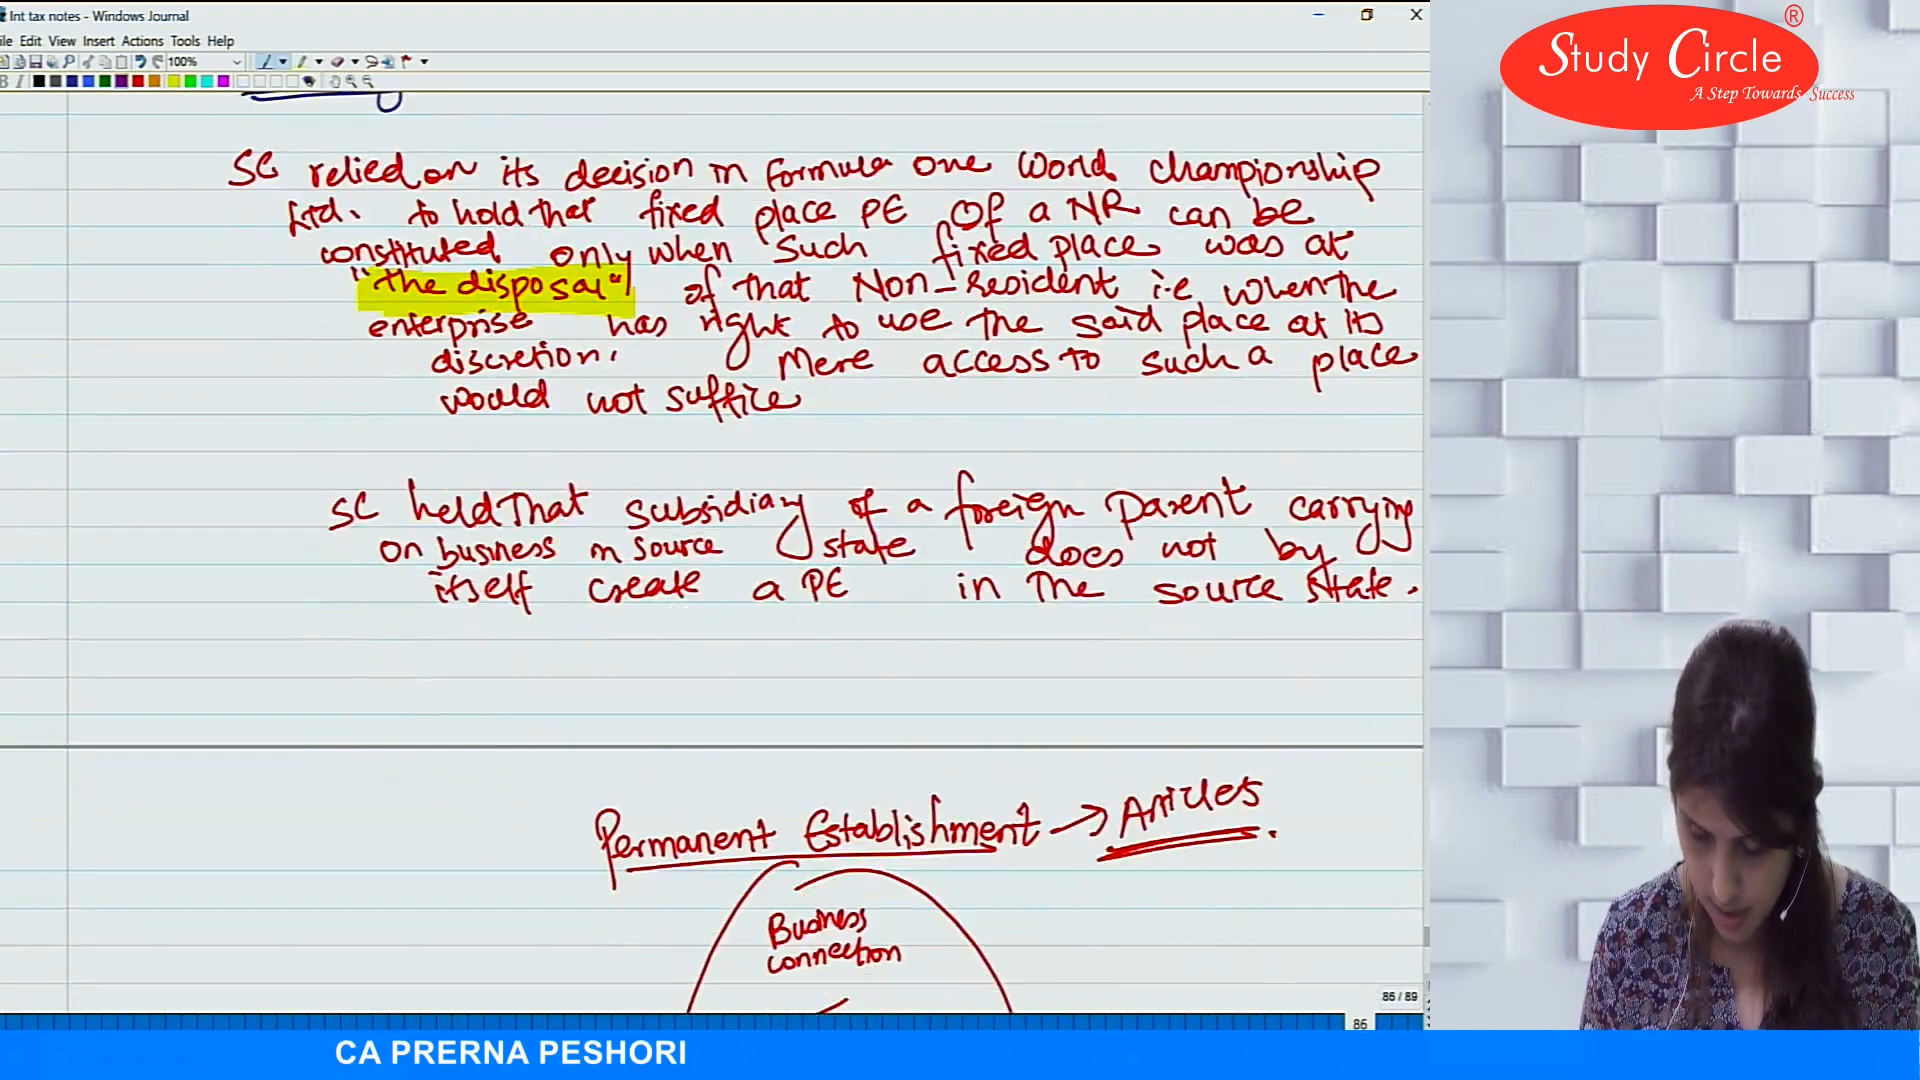 Int tax notes - Windows Journal
ile Edit View Insert Actions Tools Help
100%
B I
Study Circle ®
A Step Towards Success
SC relied on its decision in Formula One World Championship
Ltd. to hold that fixed place PE of a NR can be
constituted only when such fixed place was at
"the disposal" of that Non-Resident i.e when the
enterprise has right to use the said place at its
discretion. Mere access to such a place
would not suffice
SC held that subsidiary of a foreign parent carrying
on business in source state does not by
itself create a PE in the source state.
Permanent Establishment → Articles.
Business
connection
86 / 89
86
CA PRERNA PESHORI